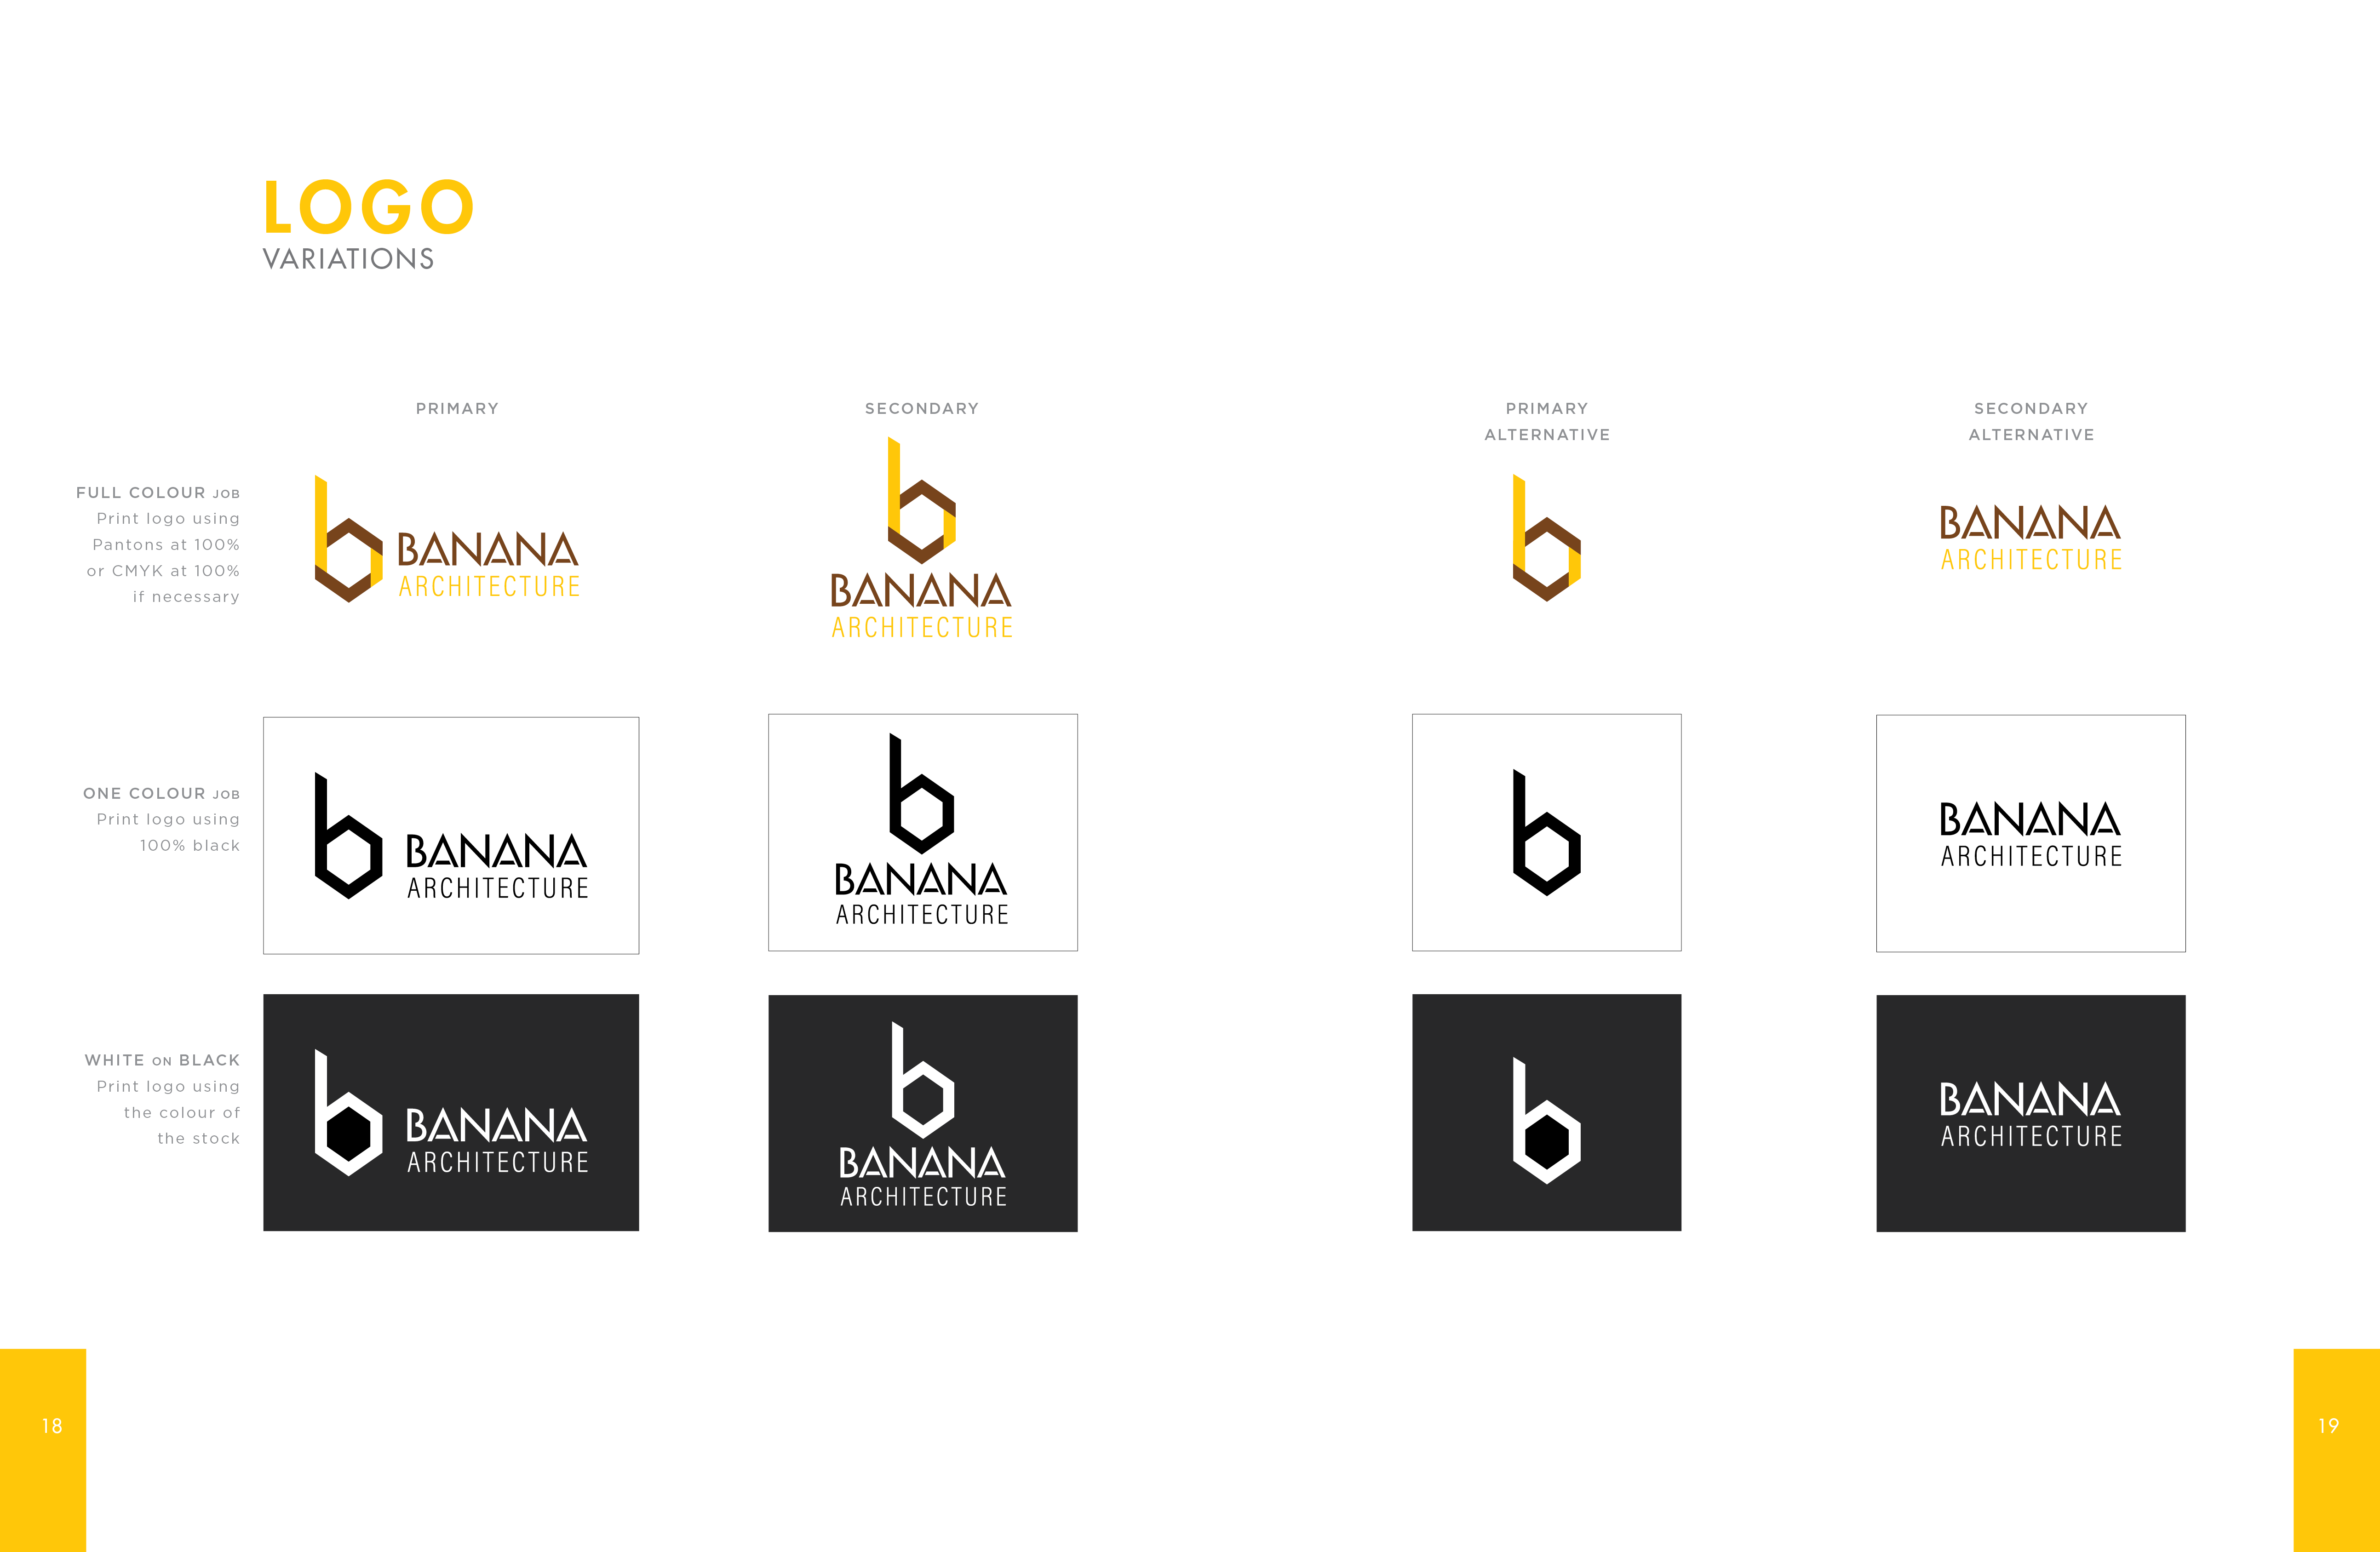 LOGO
VARIATIONS
PRIMARY
SECONDARY
PRIMARY
ALTERNATIVE
SECONDARY
ALTERNATIVE
FULL COLOUR JOB
Print logo using
Pantons at 100%
or CMYK at 100%
if necessary
BANANA
ARCHITECTURE
BANANA
ARCHITECTURE
BANANA
ARCHITECTURE
ONE COLOUR JOB
Print logo using
100% black
BANANA
ARCHITECTURE
BANANA
ARCHITECTURE
BANANA
ARCHITECTURE
WHITE ON BLACK
Print logo using
the colour of
the stock
BANANA
ARCHITECTURE
BANANA
ARCHITECTURE
BANANA
ARCHITECTURE
18
19